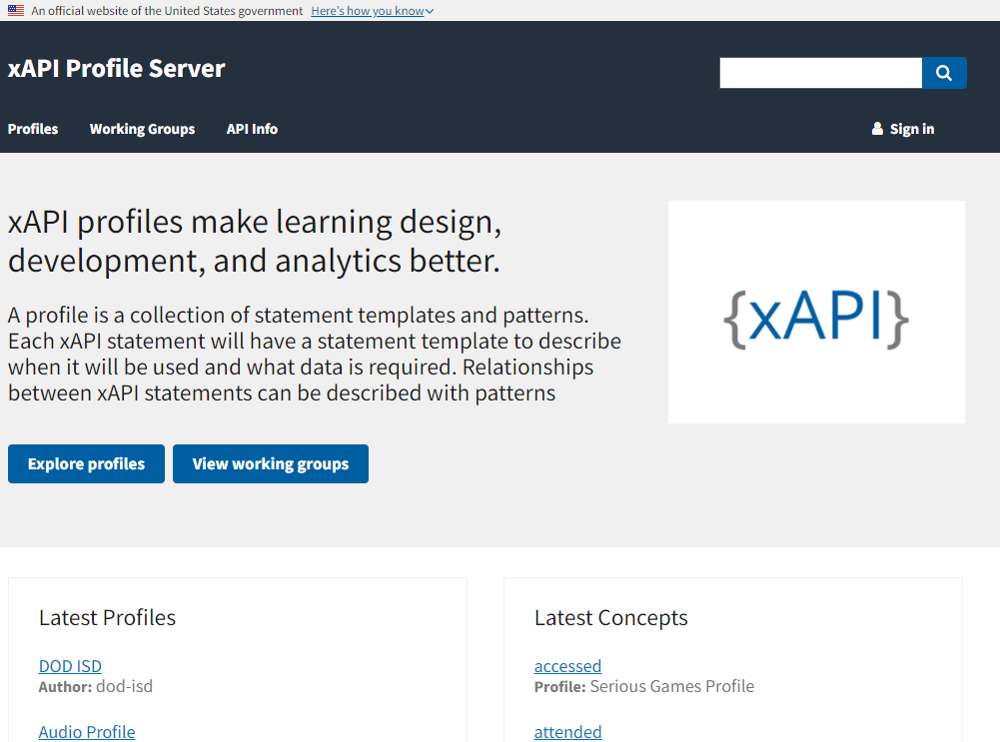 An official website of the United States government Here's how you know
xAPI Profile Server
Profiles Working Groups API Info Sign in
xAPI profiles make learning design,
development, and analytics better.
A profile is a collection of statement templates and patterns.
Each xAPI statement will have a statement template to describe
when it will be used and what data is required. Relationships
between xAPI statements can be described with patterns
{xAPI}
Explore profiles View working groups
Latest Profiles
DOD ISD
Author: dod-isd
Audio Profile
Latest Concepts
accessed
Profile: Serious Games Profile
attended